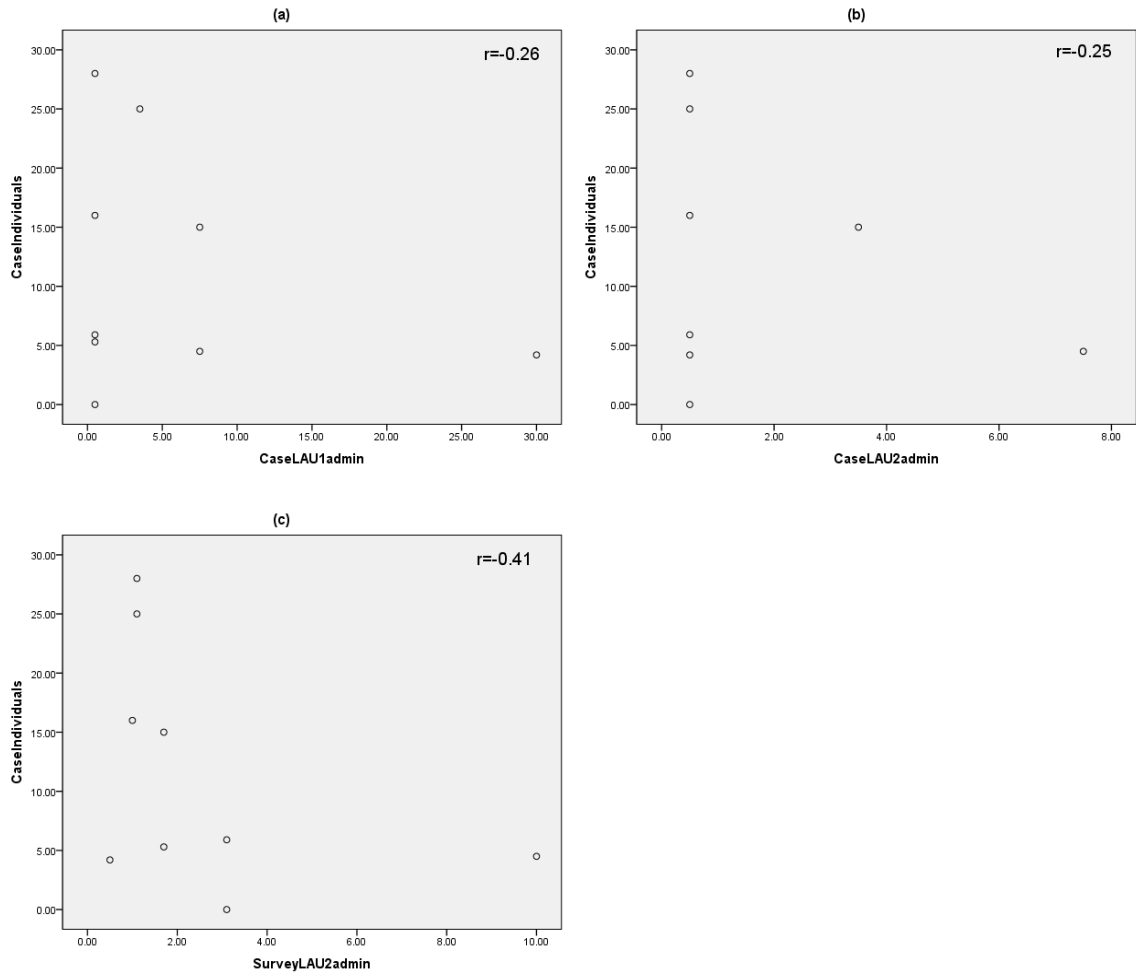 (a)
r=-0.26
CaseIndividuals
30.00
25.00
20.00
15.00
10.00
5.00
0.00
0.00 5.00 10.00 15.00 20.00 25.00 30.00
CaseLAU1admin
(b)
r=-0.25
CaseIndividuals
30.00
25.00
20.00
15.00
10.00
5.00
0.00
0.00 2.00 4.00 6.00 8.00
CaseLAU2admin
(c)
r=-0.41
CaseIndividuals
30.00
25.00
20.00
15.00
10.00
5.00
0.00
0.00 2.00 4.00 6.00 8.00 10.00
SurveyLAU2admin